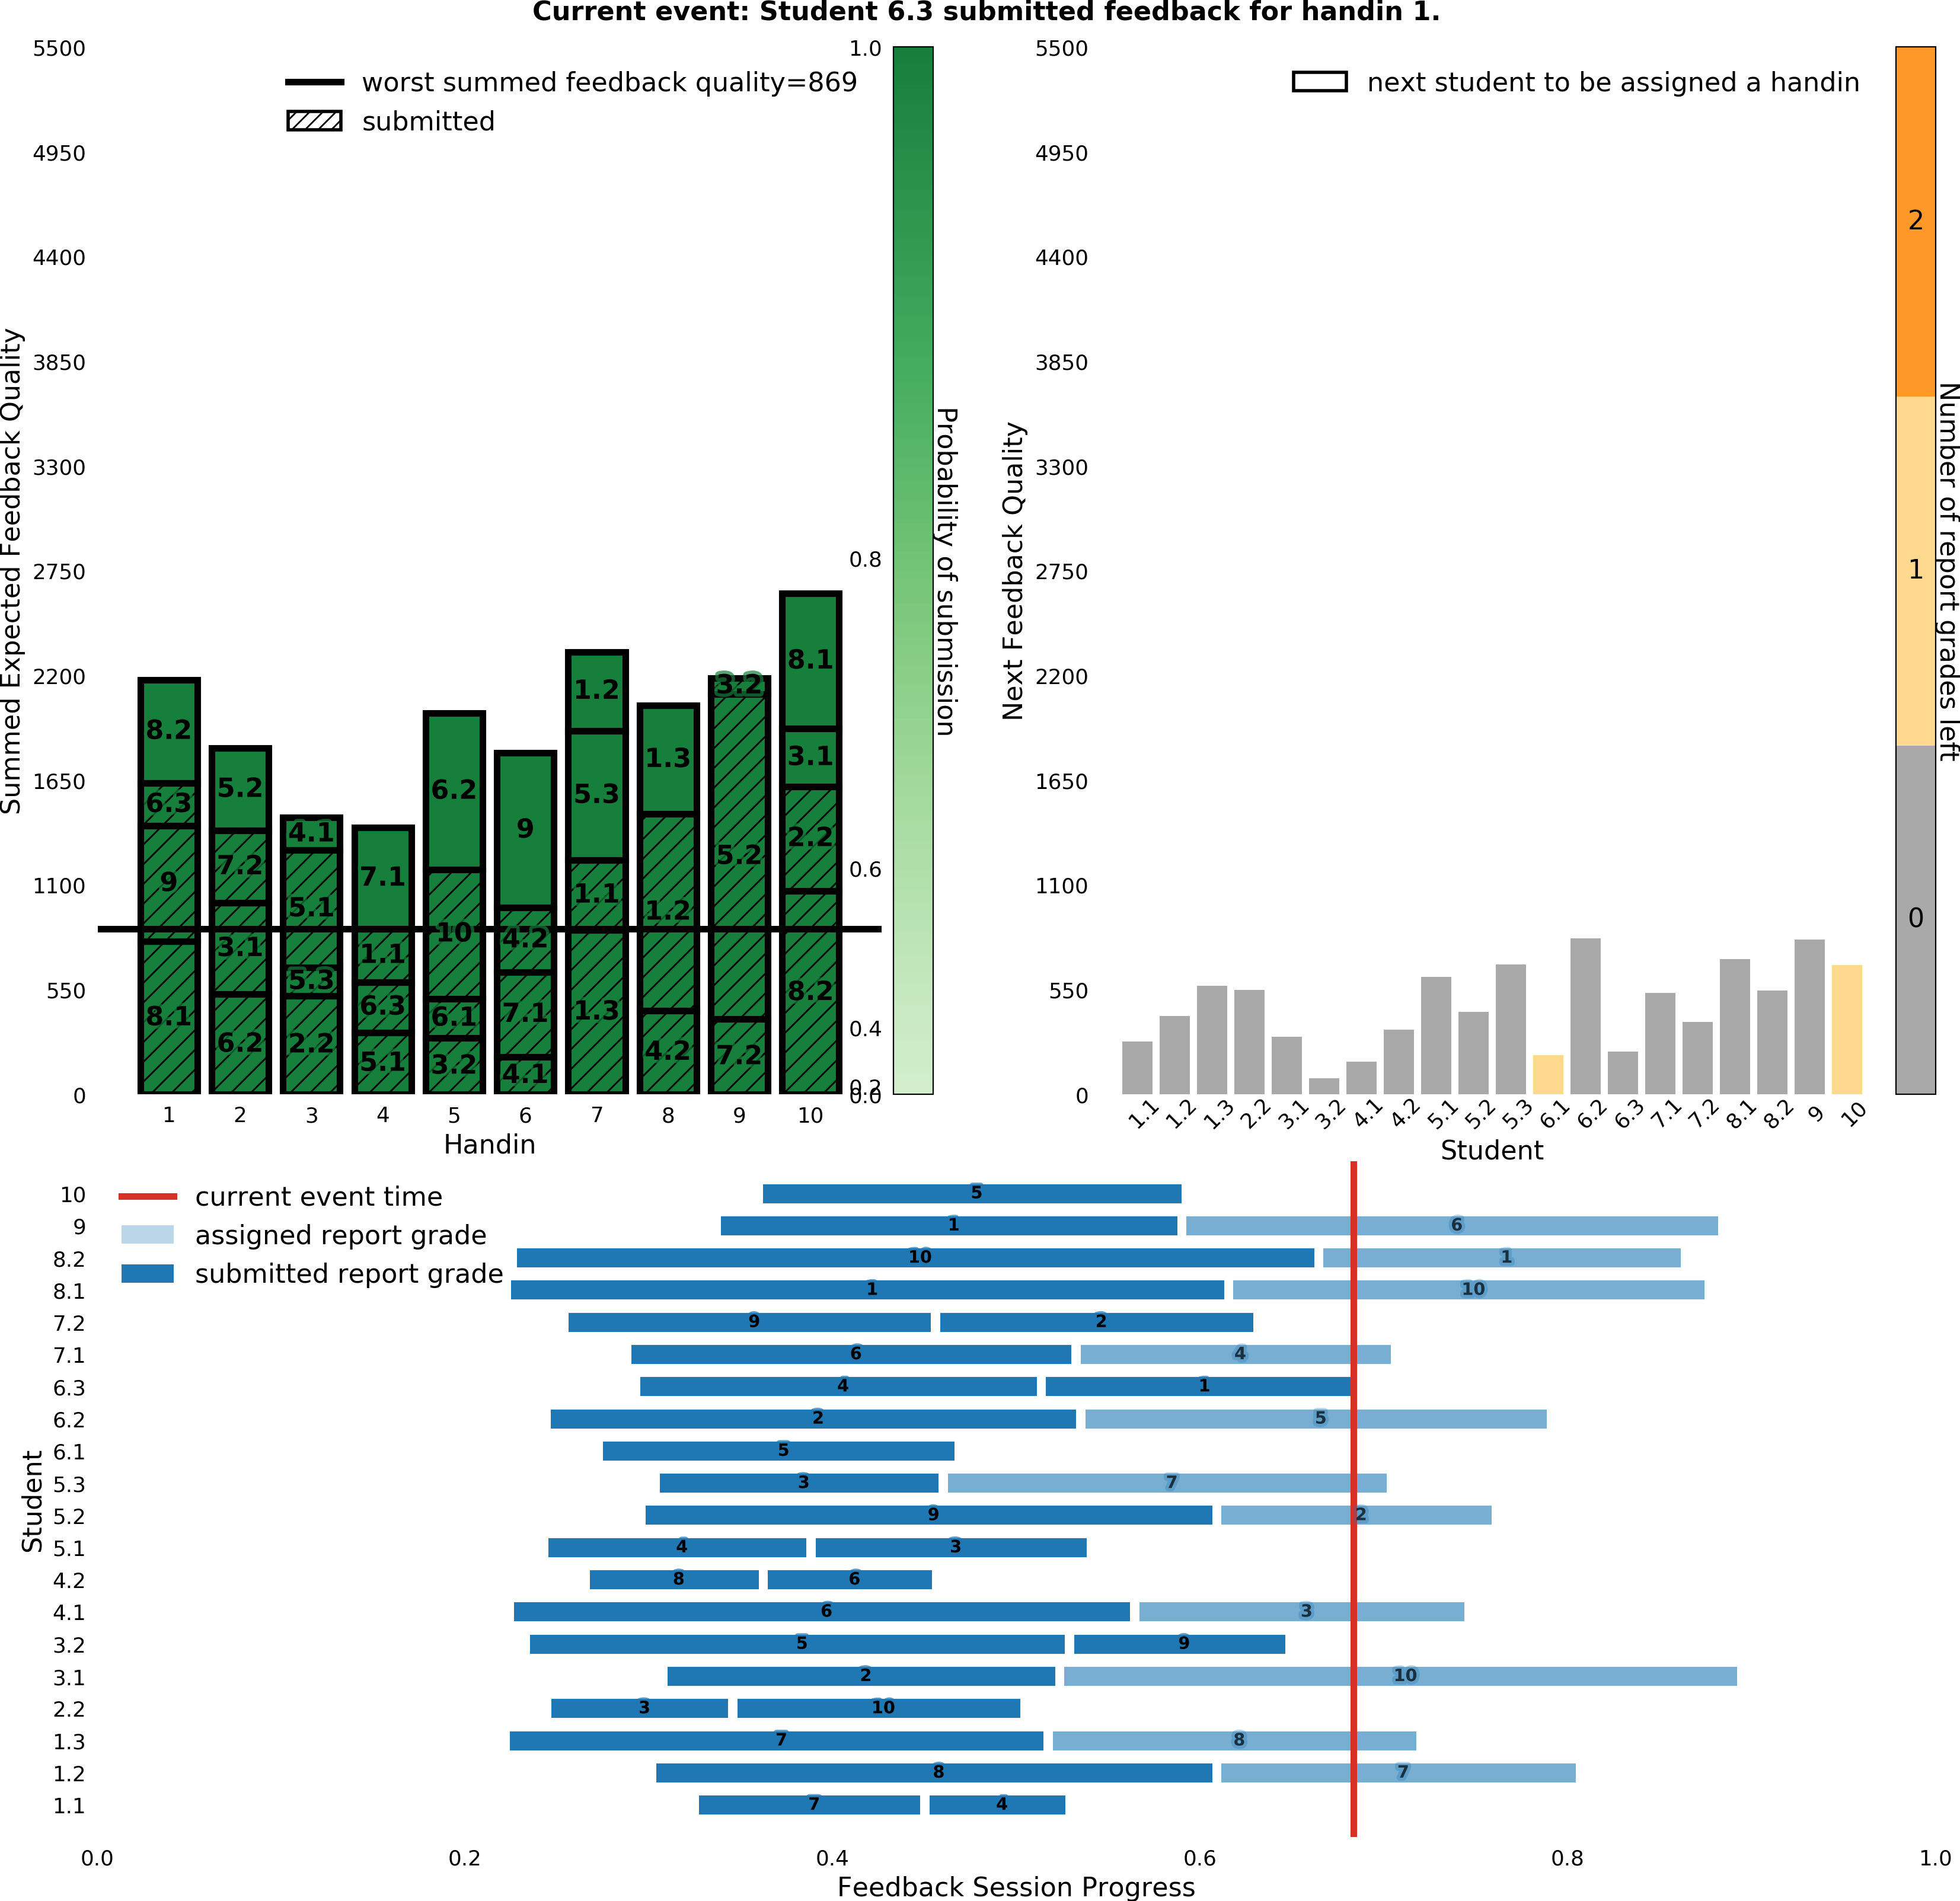 Current event: Student 6.3 submitted feedback for handin 1.
Summed Expected Feedback Quality
5500
4950
4400
3850
3300
2750
2200
1650
1100
550
0
worst summed feedback quality=869
submitted
8.2
6.3
9
8.1
5.2
7.2
3.1
6.2
4.1
5.1
5.3
2.2
7.1
1.1
6.3
5.1
6.2
10
6.1
3.2
9
4.2
7.1
4.1
1.2
5.3
1.1
1.3
1.3
1.2
4.2
3.2
5.2
7.2
8.1
3.1
2.2
8.2
1 2 3 4 5 6 7 8 9 10
Handin
1.0
0.8
0.6
0.4
0.2
0.0
Probability of submission
Next Feedback Quality
5500
4950
4400
3850
3300
2750
2200
1650
1100
550
0
next student to be assigned a handin
1.1 1.2 1.3 2.2 3.1 3.2 4.1 4.2 5.1 5.2 5.3 6.1 6.2 6.3 7.1 7.2 8.1 8.2 9 10
Student
2
1
0
Number of report grades left
current event time
assigned report grade
submitted report grade
Student
10 5
9 1 6
8.2 10 1
8.1 1 10
7.2 9 2
7.1 6 4
6.3 4 1
6.2 2 5
6.1 5
5.3 3 7
5.2 9 2
5.1 4 3
4.2 8 6
4.1 6 3
3.2 5 9
3.1 2 10
2.2 3 10
1.3 7 8
1.2 8 7
1.1 7 4
0.0 0.2 0.4 0.6 0.8 1.0
Feedback Session Progress